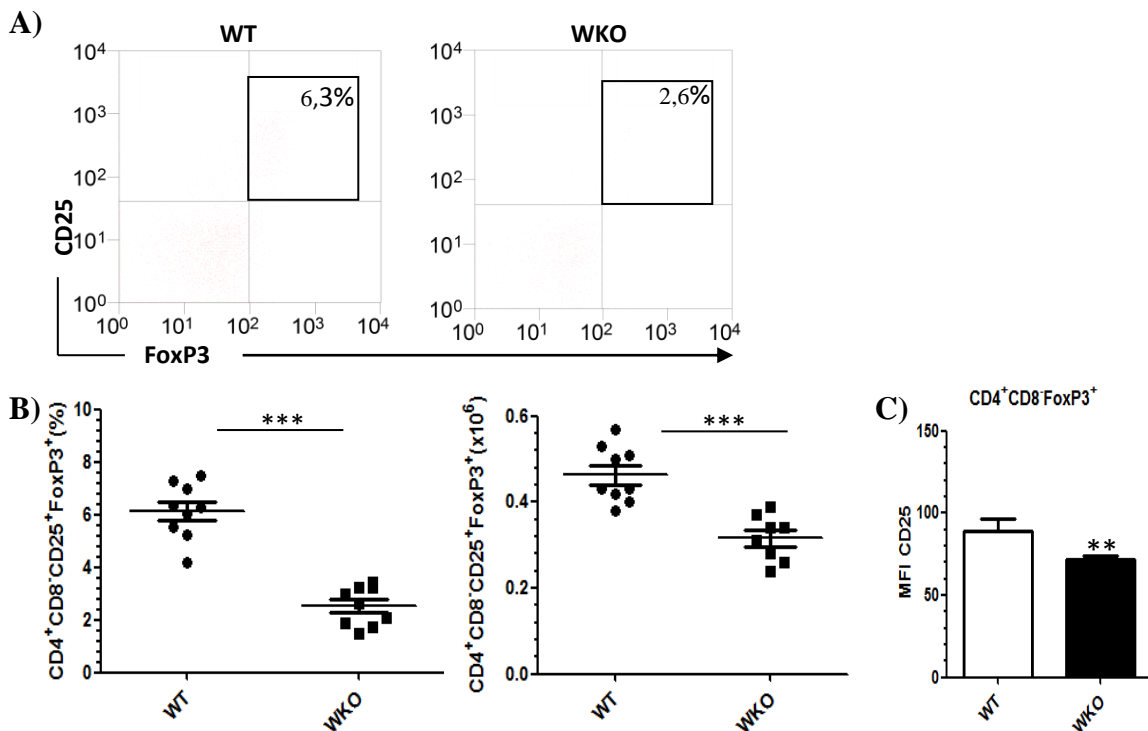 A)
WT
WKO
10⁴
10³
10²
10¹
10⁰
6,3%
CD25
10⁰ 10¹ 10² 10³ 10⁴
10⁴
10³
10²
10¹
10⁰
2,6%
10⁰ 10¹ 10² 10³ 10⁴
FoxP3
B)
CD4⁺CD8⁻CD25⁺FoxP3⁺(%)
10
8
6
4
2
0
***
WT
WKO
CD4⁺CD8⁻CD25⁺FoxP3⁺(x10⁶)
0.6
0.4
0.2
0.0
***
WT
WKO
C)
CD4⁺CD8⁻FoxP3⁺
MFI CD25
150
100
50
0
**
WT
WKO